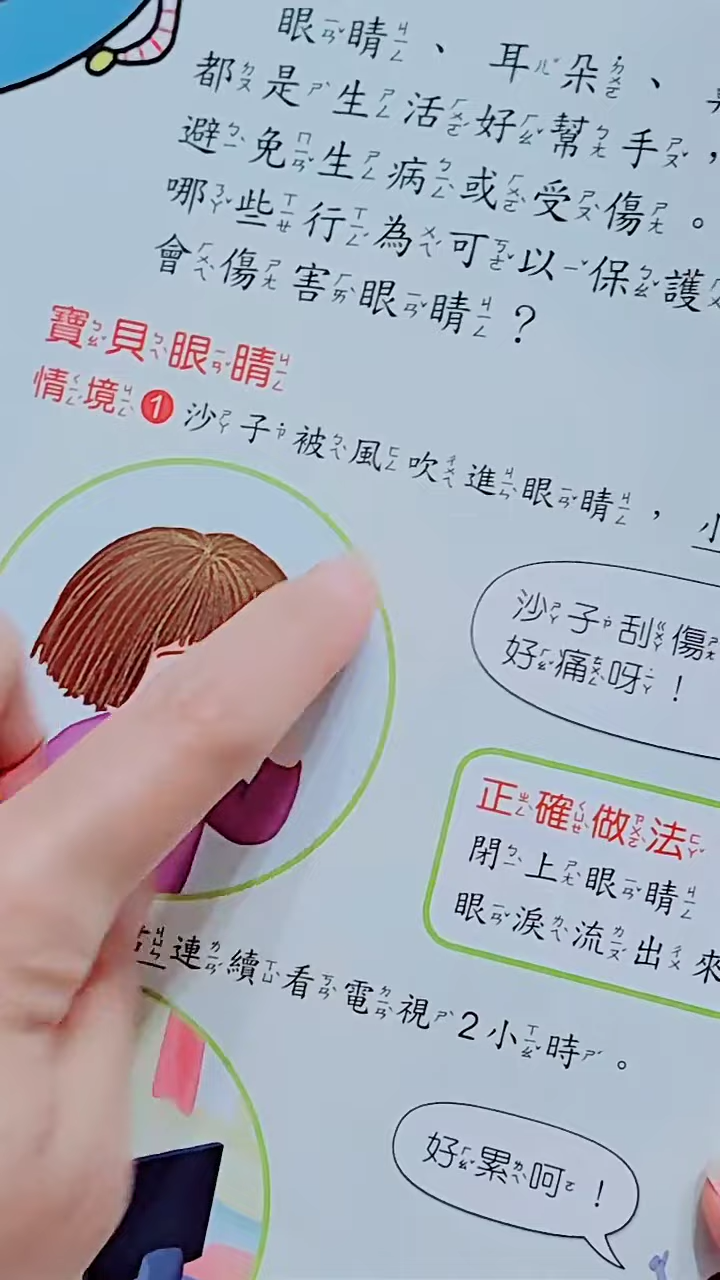 眼睛、耳朵、
都是生活好幫手，
避免生病或受傷。
哪些行為可以保護
會傷害眼睛？
寶貝眼睛
情境1 沙子被風吹進眼睛，小
沙子刮傷
好痛呀！
正確做法
閉上眼睛
眼淚流出來
連續看電視2小時。
好累呵！